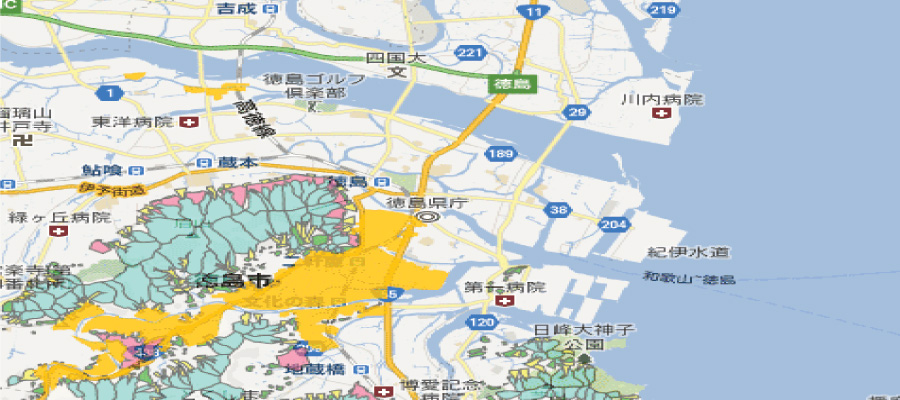 IC
吉成
11
219
221
四国大
徳島
1
徳島ゴルフ
倶楽部
高徳線
29
川内病院
瑠璃山
井戸寺
東洋病院
189
鮎喰
蔵本
伊予街道
徳島
徳島県庁
38
204
緑ヶ丘病院
紀伊水道
和歌山~徳島
徳島市
文化の森
第一病院
120
日峰大神子
公園
地蔵橋
博愛記念
病院